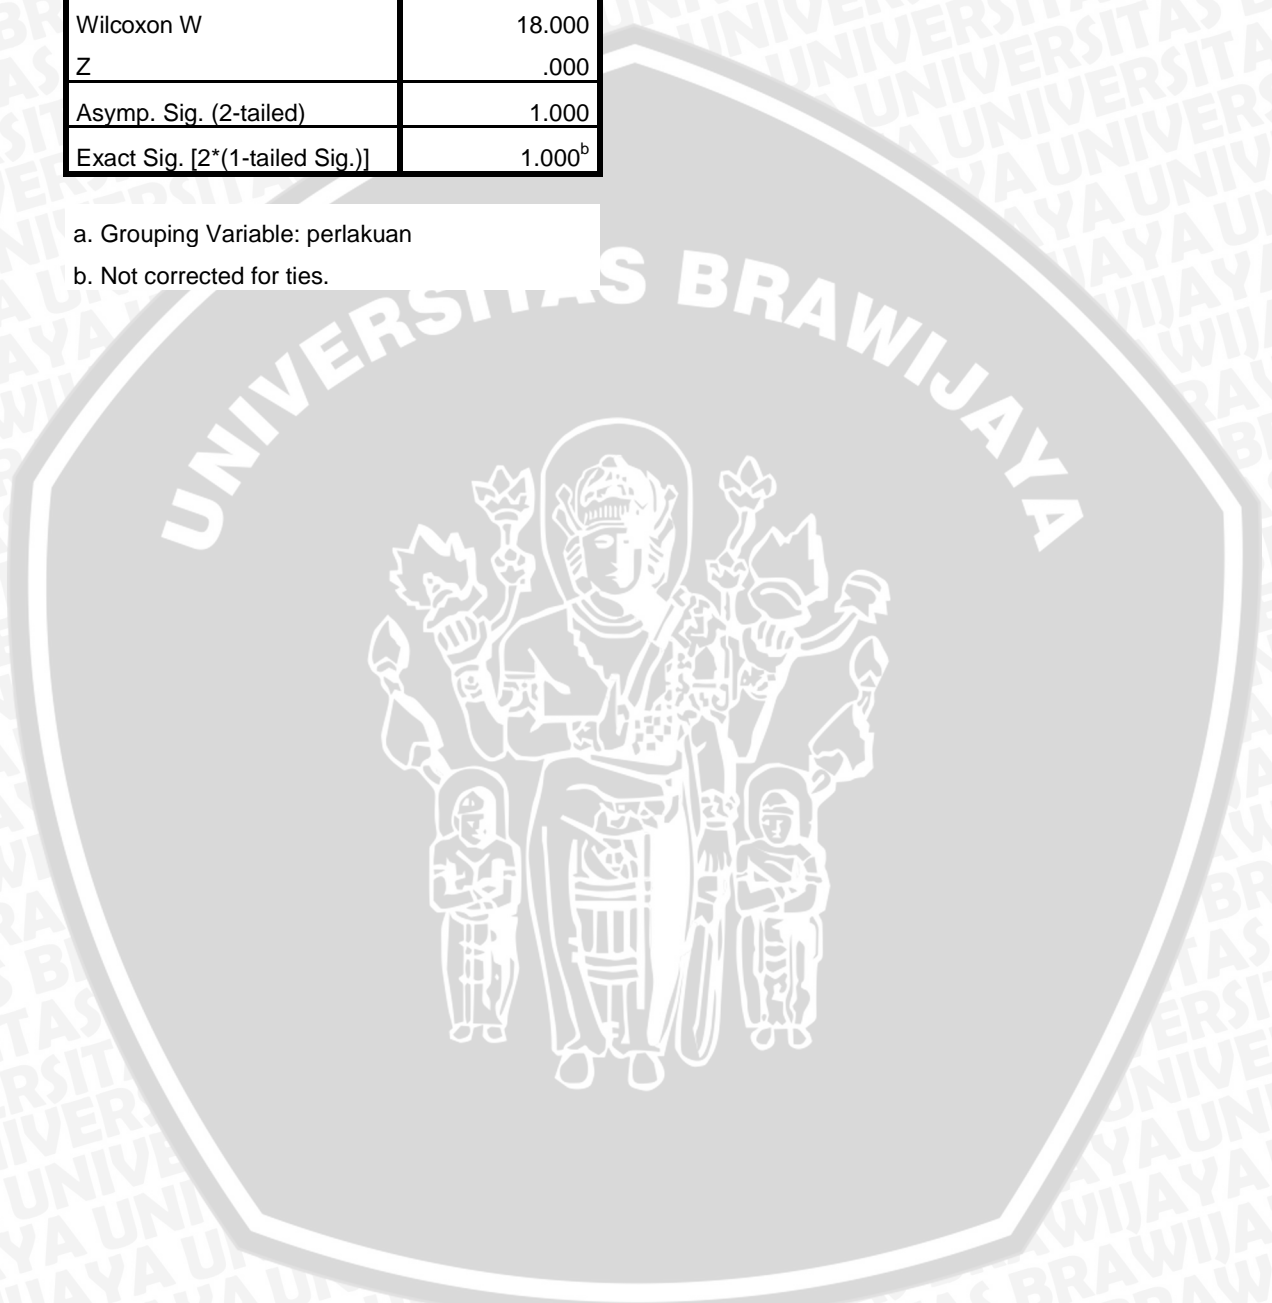 Wilcoxon W 18.000
Z .000
Asymp. Sig. (2-tailed) 1.000
Exact Sig. [2*(1-tailed Sig.)] 1.000b
a. Grouping Variable: perlakuan
b. Not corrected for ties.
UNIVERSITAS BRAWIJAYA